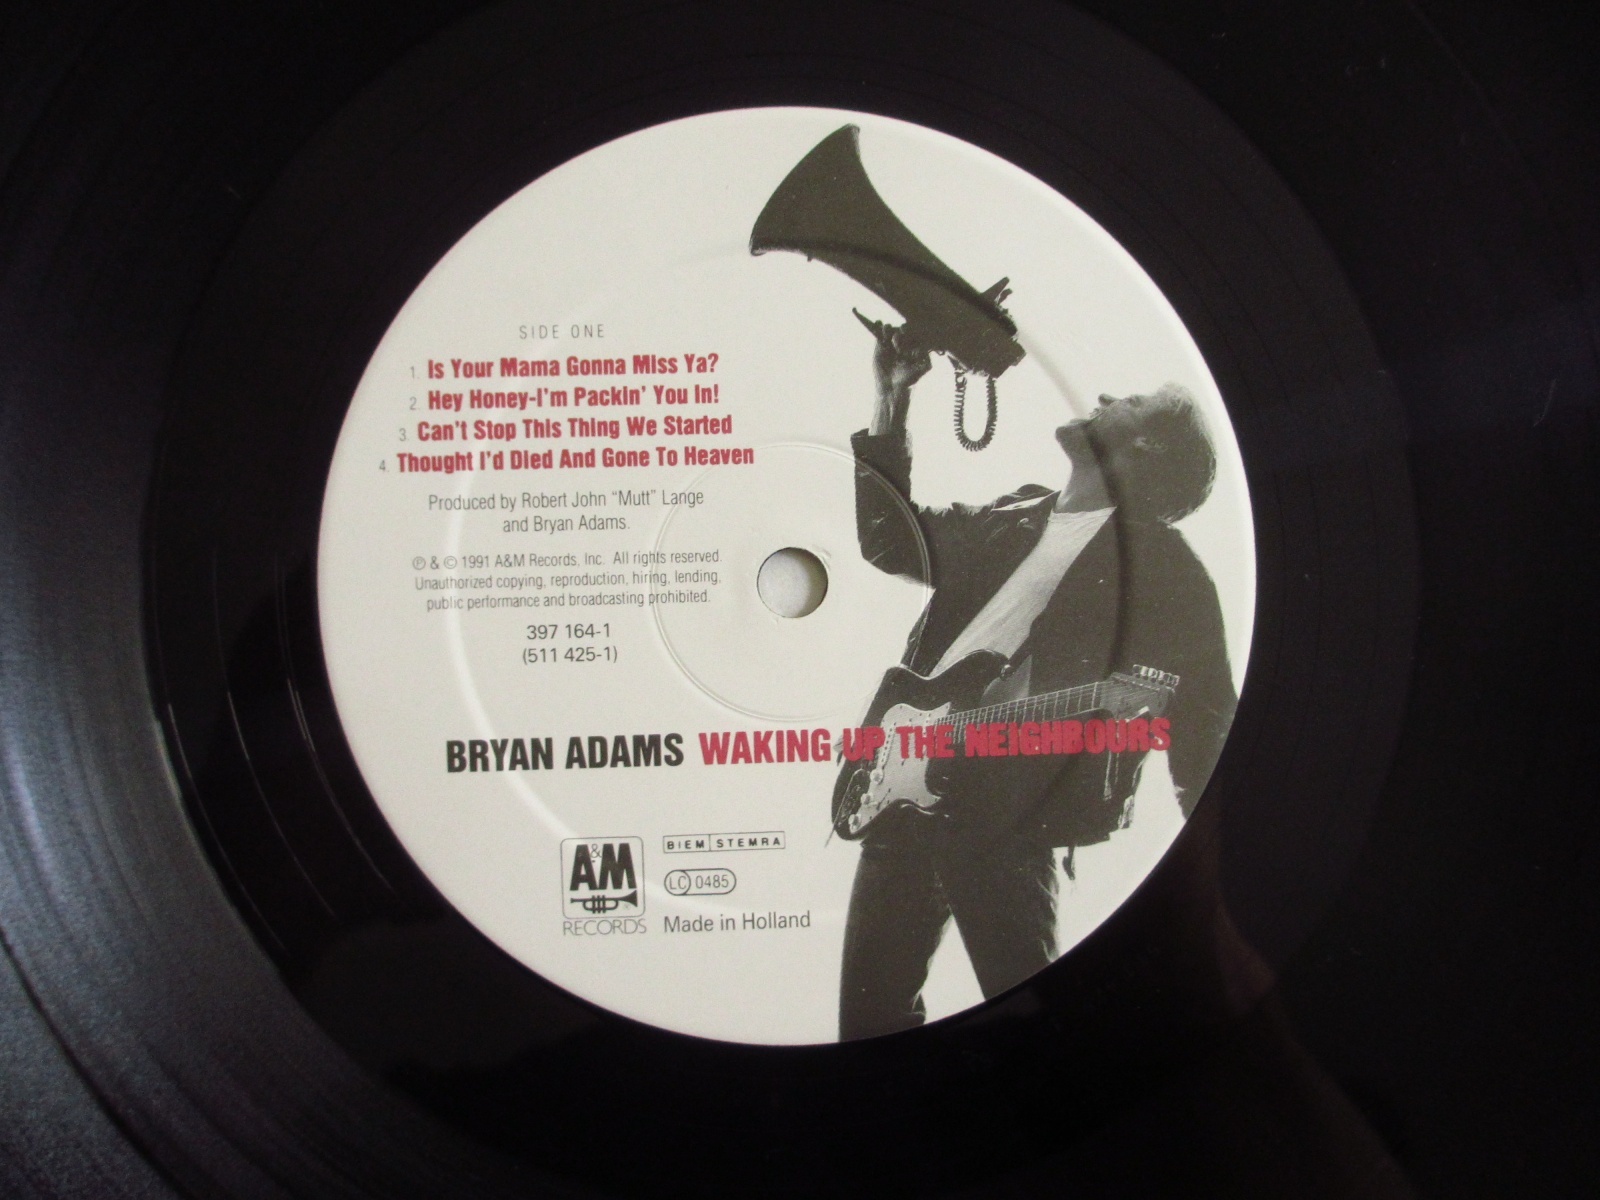 SIDE ONE
1. Is Your Mama Gonna Miss Ya?
2. Hey Honey-I'm Packin' You In!
3. Can't Stop This Thing We Started
4. Thought I'd Died And Gone To Heaven
Produced by Robert John “Mutt” Lange
and Bryan Adams.
℗ & © 1991 A&M Records, Inc. All rights reserved.
Unauthorized copying, reproduction, hiring, lending,
public performance and broadcasting prohibited.
397 164-1
(511 425-1)
BRYAN ADAMS WAKING UP THE NEIGHBOURS
A&M
RECORDS
BIEM STEMRA
LC 0485
Made in Holland